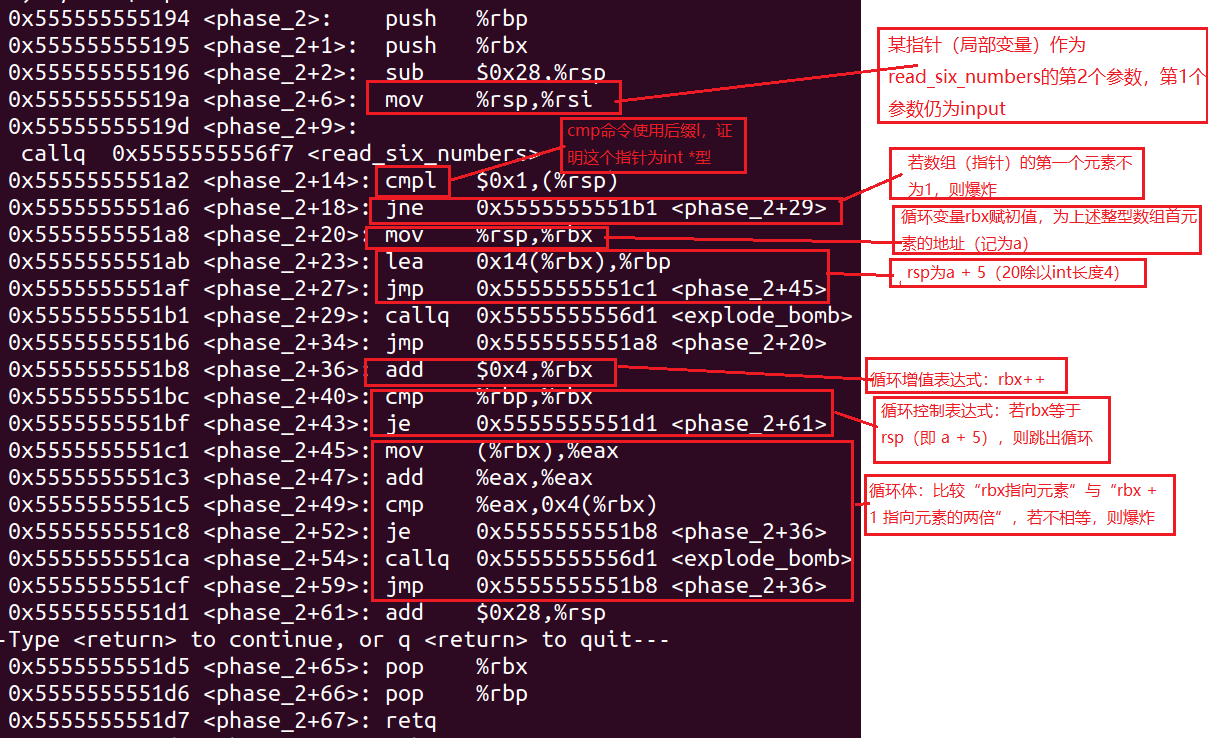 0x555555555194 <phase_2>: push %rbp
0x555555555195 <phase_2+1>: push %rbx
0x555555555196 <phase_2+2>: sub $0x28,%rsp
0x55555555519a <phase_2+6>: mov %rsp,%rsi
0x55555555519d <phase_2+9>:
callq 0x5555555556f7 <read_six_numbers>
0x5555555551a2 <phase_2+14>: cmpl $0x1,(%rsp)
0x5555555551a6 <phase_2+18>: jne 0x5555555551b1 <phase_2+29>
0x5555555551a8 <phase_2+20>: mov %rsp,%rbx
0x5555555551ab <phase_2+23>: lea 0x14(%rbx),%rbp
0x5555555551af <phase_2+27>: jmp 0x5555555551c1 <phase_2+45>
0x5555555551b1 <phase_2+29>: callq 0x5555555556d1 <explode_bomb>
0x5555555551b6 <phase_2+34>: jmp 0x5555555551a8 <phase_2+20>
0x5555555551b8 <phase_2+36>: add $0x4,%rbx
0x5555555551bc <phase_2+40>: cmp %rbp,%rbx
0x5555555551bf <phase_2+43>: je 0x5555555551d1 <phase_2+61>
0x5555555551c1 <phase_2+45>: mov (%rbx),%eax
0x5555555551c3 <phase_2+47>: add %eax,%eax
0x5555555551c5 <phase_2+49>: cmp %eax,0x4(%rbx)
0x5555555551c8 <phase_2+52>: je 0x5555555551b8 <phase_2+36>
0x5555555551ca <phase_2+54>: callq 0x5555555556d1 <explode_bomb>
0x5555555551cf <phase_2+59>: jmp 0x5555555551b8 <phase_2+36>
0x5555555551d1 <phase_2+61>: add $0x28,%rsp
-Type <return> to continue, or q <return> to quit---
0x5555555551d5 <phase_2+65>: pop %rbx
0x5555555551d6 <phase_2+66>: pop %rbp
0x5555555551d7 <phase_2+67>: retq
某指针（局部变量）作为
read_six_numbers的第2个参数，第1个
参数仍为input
cmp命令使用后缀l，证
明这个指针为int *型
若数组（指针）的第一个元素不
为1，则爆炸
循环变量rbx赋初值，为上述整型数组首元
素的地址（记为a）
rsp为a + 5（20除以int长度4）
循环增值表达式：rbx++
循环控制表达式：若rbx等于
rsp（即 a + 5），则跳出循环
循环体：比较“rbx指向元素”与“rbx +
1 指向元素的两倍”，若不相等，则爆炸